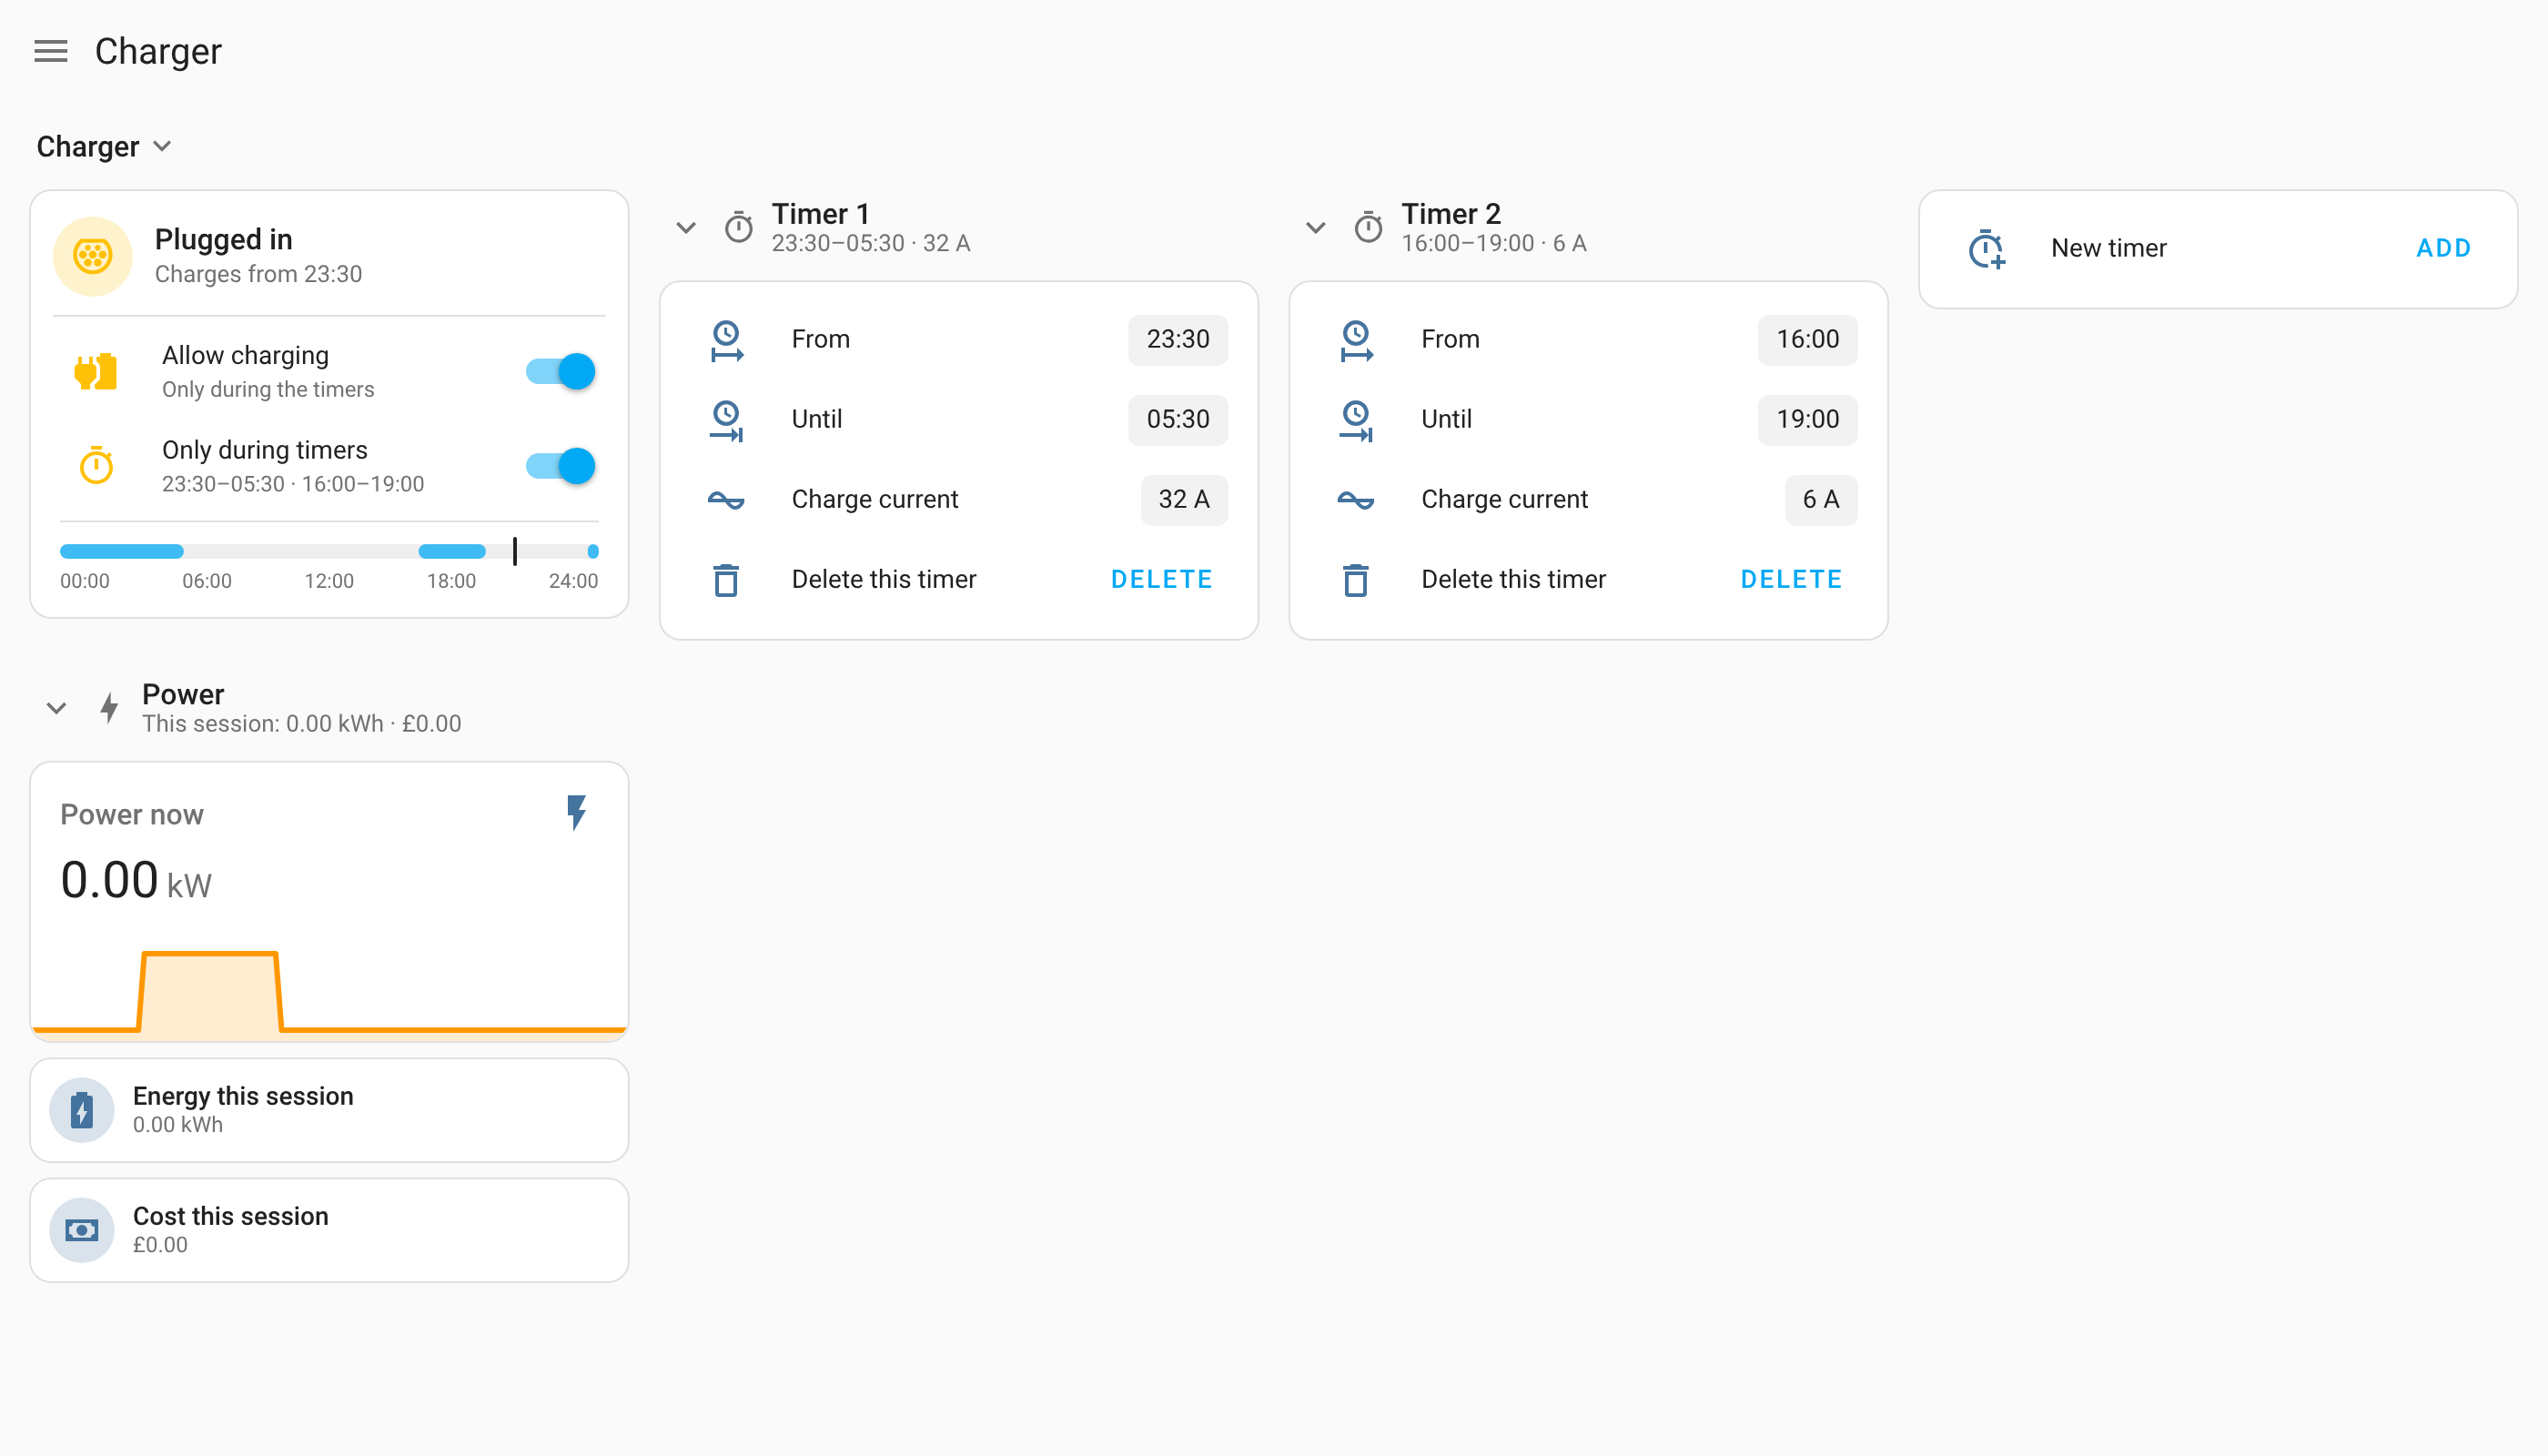 Charger
Charger
Plugged in
Charges from 23:30
Allow charging
Only during the timers
Only during timers
23:30–05:30 · 16:00–19:00
00:00 06:00 12:00 18:00 24:00
Power
This session: 0.00 kWh · £0.00
Power now
0.00 kW
Energy this session
0.00 kWh
Cost this session
£0.00
Timer 1
23:30–05:30 · 32 A
From 23:30
Until 05:30
Charge current 32 A
Delete this timer DELETE
Timer 2
16:00–19:00 · 6 A
From 16:00
Until 19:00
Charge current 6 A
Delete this timer DELETE
New timer ADD